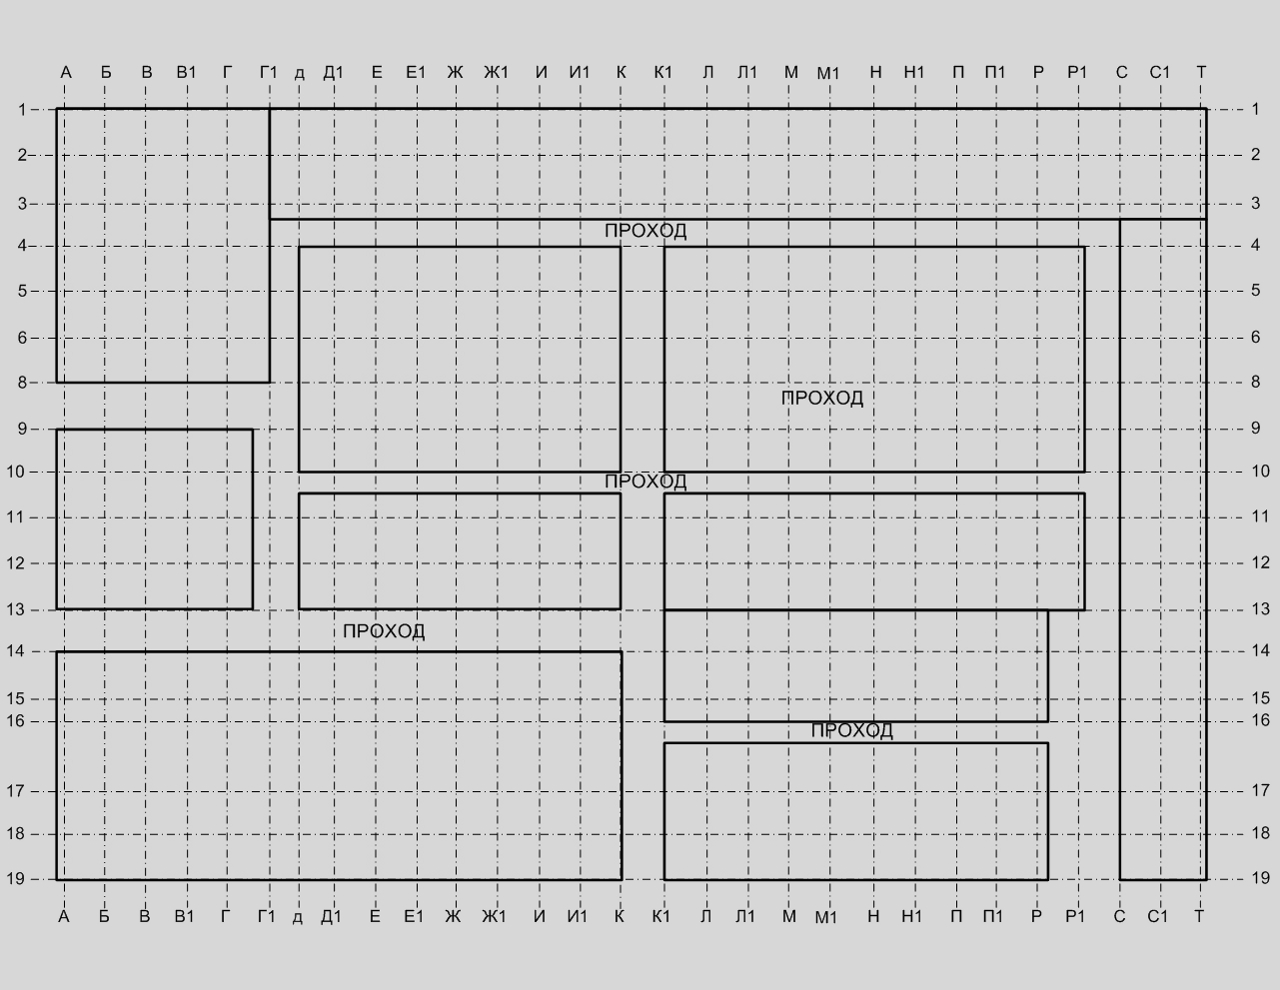 А Б В В1 Г Г1 д Д1 Е Е1 Ж Ж1 И И1 К К1 Л Л1 М М1 Н Н1 П П1 Р Р1 С С1 Т
1 1
2 2
3 3
ПРОХОД
4 4
5 5
6 6
8 8
ПРОХОД
9 9
10 10
ПРОХОД
11 11
12 12
13 13
ПРОХОД
14 14
15 15
16 16
ПРОХОД
17 17
18 18
19 19
А Б В В1 Г Г1 д Д1 Е Е1 Ж Ж1 И И1 К К1 Л Л1 М М1 Н Н1 П П1 Р Р1 С С1 Т